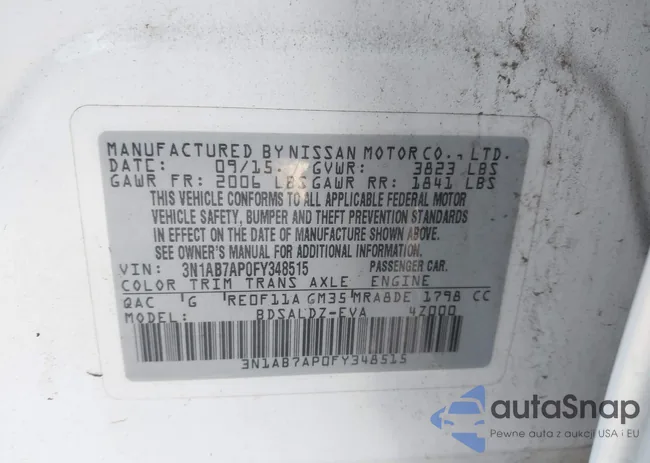 MANUFACTURED BY NISSAN MOTOR CO., LTD.
DATE: 09/15 GVWR: 3823 LBS
GAWR FR: 2006 LBS GAWR RR: 1841 LBS
THIS VEHICLE CONFORMS TO ALL APPLICABLE FEDERAL MOTOR
VEHICLE SAFETY, BUMPER AND THEFT PREVENTION STANDARDS
IN EFFECT ON THE DATE OF MANUFACTURE SHOWN ABOVE.
SEE OWNER'S MANUAL FOR ADDITIONAL INFORMATION.
VIN: 3N1AB7AP0FY348515 PASSENGER CAR.
COLOR TRIM TRANS AXLE ENGINE
QAC G RE0F11A GM35 MRA8DE 1798 CC
MODEL: BDSALDZ-EVA 4Z000
3N1AB7AP0FY348515
autoSnap
Pewne auta z aukcji USA i EU